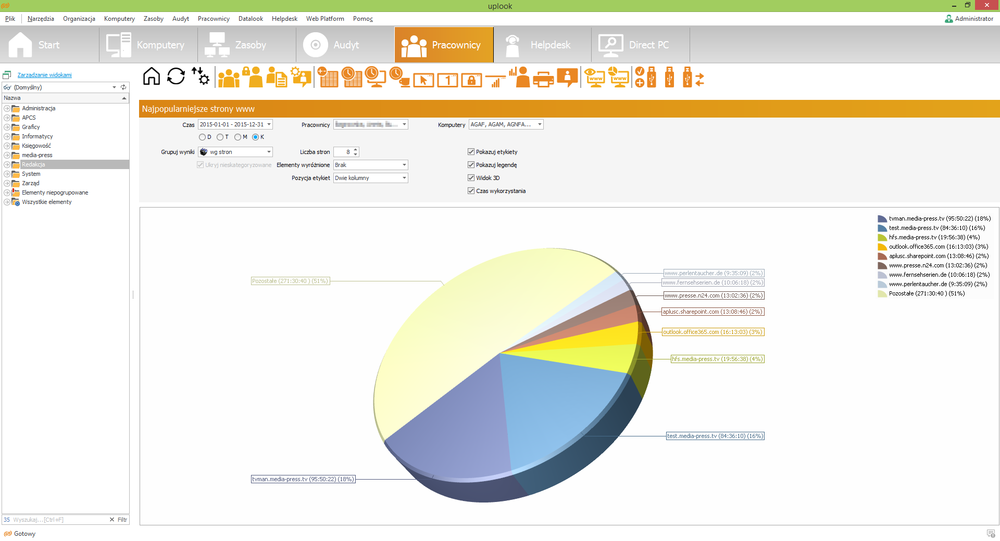 uplook
Plik Narzędzia Organizacja Komputery Zasoby Audyt Pracownicy Datalook Helpdesk Web Platform Pomoc Administrator
Start Komputery Zasoby Audyt Pracownicy Helpdesk Direct PC
Zarządzanie widokami
(Domyślny)
Nazwa
Administracja
APCS
Graficy
Informatycy
Księgowość
media-press
Redakcja
System
Zarząd
Elementy niepogrupowane
Wszystkie elementy
35 Wyszukaj...[Ctrl+F] Filtr
Gotowy
1
www www
Najpopularniejsze strony www
Czas 2015-01-01 - 2015-12-31 Pracownicy Komputery AGAF, AGAM, AGNFA...
D T M K
Grupuj wyniki wg stron Liczba stron 8 Pokazuj etykiety
Ukryj nieskategoryzowane Elementy wyróżnione Brak Pokazuj legendę
Pozycja etykiet Dwie kolumny Widok 3D
Czas wykorzystania
tvman.media-press.tv (95:50:22) (18%)
test.media-press.tv (84:36:10) (16%)
hfs.media-press.tv (19:56:38) (4%)
outlook.office365.com (16:13:03) (3%)
aplusc.sharepoint.com (13:08:46) (2%)
www.presse.n24.com (13:02:36) (2%)
www.fernsehserien.de (10:06:18) (2%)
www.perlentaucher.de (9:35:09) (2%)
Pozostałe (271:30:40 ) (51%)
www.perlentaucher.de (9:35:09) (2%)
Pozostałe (271:30:40 ) (51%)
www.fernsehserien.de (10:06:18) (2%)
www.presse.n24.com (13:02:36) (2%)
aplusc.sharepoint.com (13:08:46) (2%)
outlook.office365.com (16:13:03) (3%)
hfs.media-press.tv (19:56:38) (4%)
test.media-press.tv (84:36:10) (16%)
tvman.media-press.tv (95:50:22) (18%)